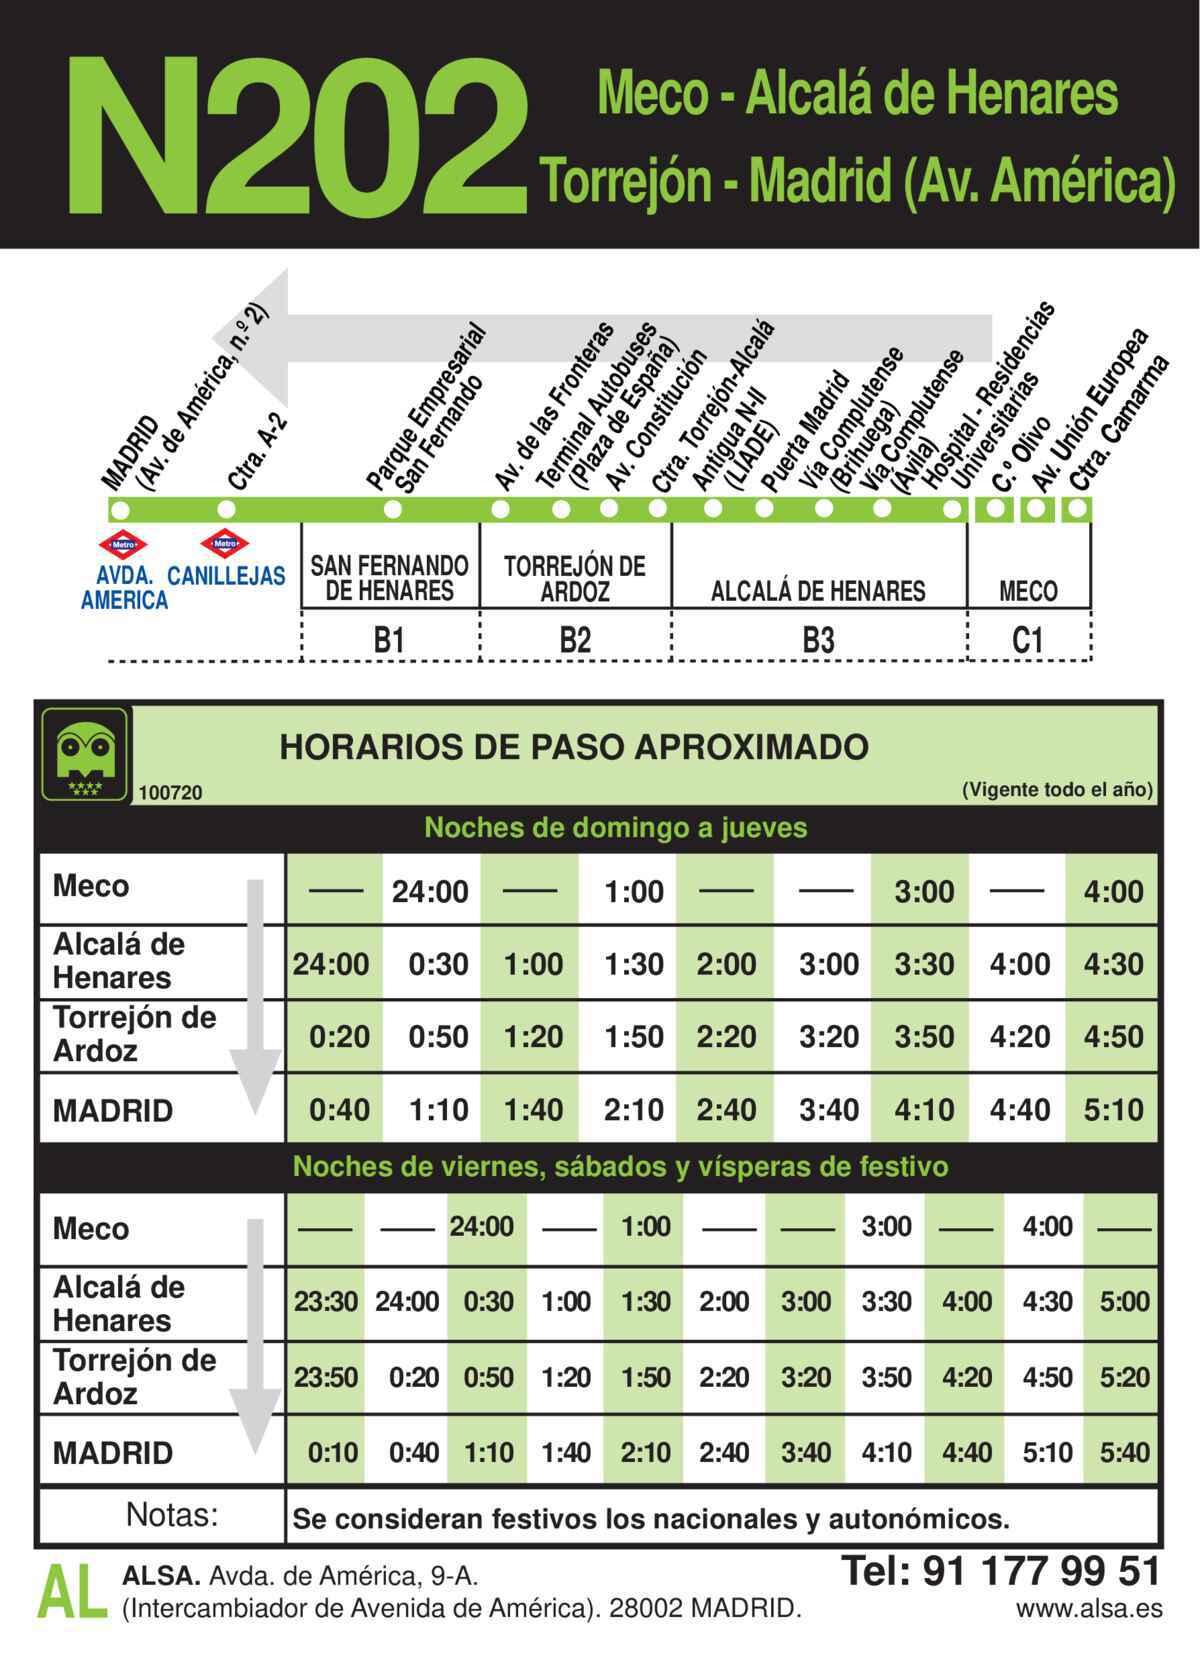 N202
Meco - Alcalá de Henares
Torrejón - Madrid (Av. América)
MADRID
(Av. de América, n.º 2)
Ctra. A-2
Parque Empresarial
San Fernando
Av. de las Fronteras
Terminal Autobuses
(Plaza de España)
Av. Constitución
Ctra. Torrejón-Alcalá
Antigua N-II
(LIADE)
Puerta Madrid
Vía Complutense
(Brihuega)
Vía Complutense
(Ávila)
Hospital - Residencias
Universitarias
C.º Olivo
Av. Unión Europea
Ctra. Camarma
Metro
Metro
AVDA.
AMERICA
CANILLEJAS
SAN FERNANDO
DE HENARES
TORREJÓN DE
ARDOZ
ALCALÁ DE HENARES
MECO
B1 B2 B3 C1
HORARIOS DE PASO APROXIMADO
100720
(Vigente todo el año)
Noches de domingo a jueves
Meco —— 24:00 —— 1:00 —— —— 3:00 —— 4:00
Alcalá de
Henares 24:00 0:30 1:00 1:30 2:00 3:00 3:30 4:00 4:30
Torrejón de
Ardoz 0:20 0:50 1:20 1:50 2:20 3:20 3:50 4:20 4:50
MADRID 0:40 1:10 1:40 2:10 2:40 3:40 4:10 4:40 5:10
Noches de viernes, sábados y vísperas de festivo
Meco —— —— 24:00 —— 1:00 —— —— 3:00 —— 4:00 ——
Alcalá de
Henares 23:30 24:00 0:30 1:00 1:30 2:00 3:00 3:30 4:00 4:30 5:00
Torrejón de
Ardoz 23:50 0:20 0:50 1:20 1:50 2:20 3:20 3:50 4:20 4:50 5:20
MADRID 0:10 0:40 1:10 1:40 2:10 2:40 3:40 4:10 4:40 5:10 5:40
Notas: Se consideran festivos los nacionales y autonómicos.
AL
ALSA. Avda. de América, 9-A.
(Intercambiador de Avenida de América). 28002 MADRID.
Tel: 91 177 99 51
www.alsa.es